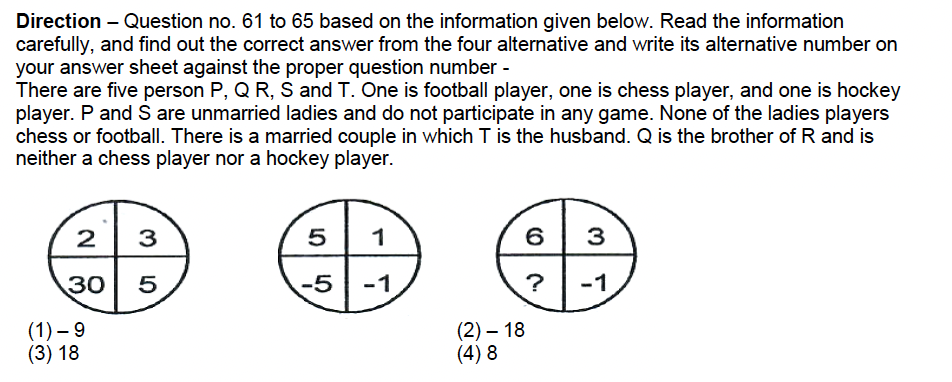 Direction – Question no. 61 to 65 based on the information given below. Read the information
carefully, and find out the correct answer from the four alternative and write its alternative number on
your answer sheet against the proper question number -
There are five person P, Q R, S and T. One is football player, one is chess player, and one is hockey
player. P and S are unmarried ladies and do not participate in any game. None of the ladies players
chess or football. There is a married couple in which T is the husband. Q is the brother of R and is
neither a chess player nor a hockey player.
2 3 5 1 6 3
30 5 -5 -1 ? -1
(1) – 9 (2) – 18
(3) 18 (4) 8